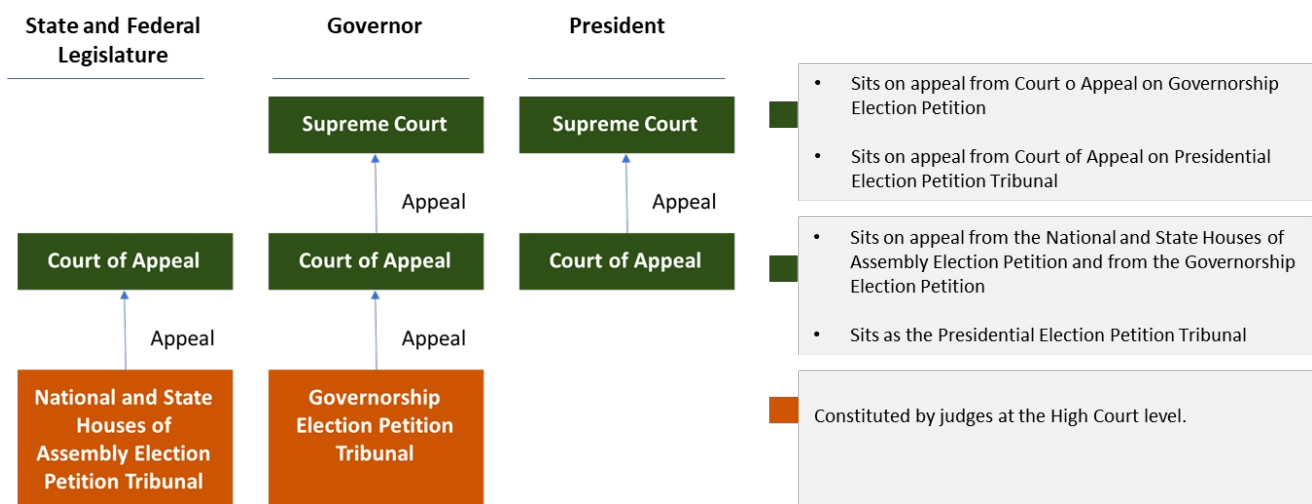 State and Federal
Legislature
Governor
President
Supreme Court
Supreme Court
• Sits on appeal from Court o Appeal on Governorship
Election Petition
• Sits on appeal from Court of Appeal on Presidential
Election Petition Tribunal
Appeal
Appeal
Court of Appeal
Court of Appeal
Court of Appeal
• Sits on appeal from the National and State Houses of
Assembly Election Petition and from the Governorship
Election Petition
• Sits as the Presidential Election Petition Tribunal
Appeal
Appeal
National and State
Houses of
Assembly Election
Petition Tribunal
Governorship
Election Petition
Tribunal
Constituted by judges at the High Court level.